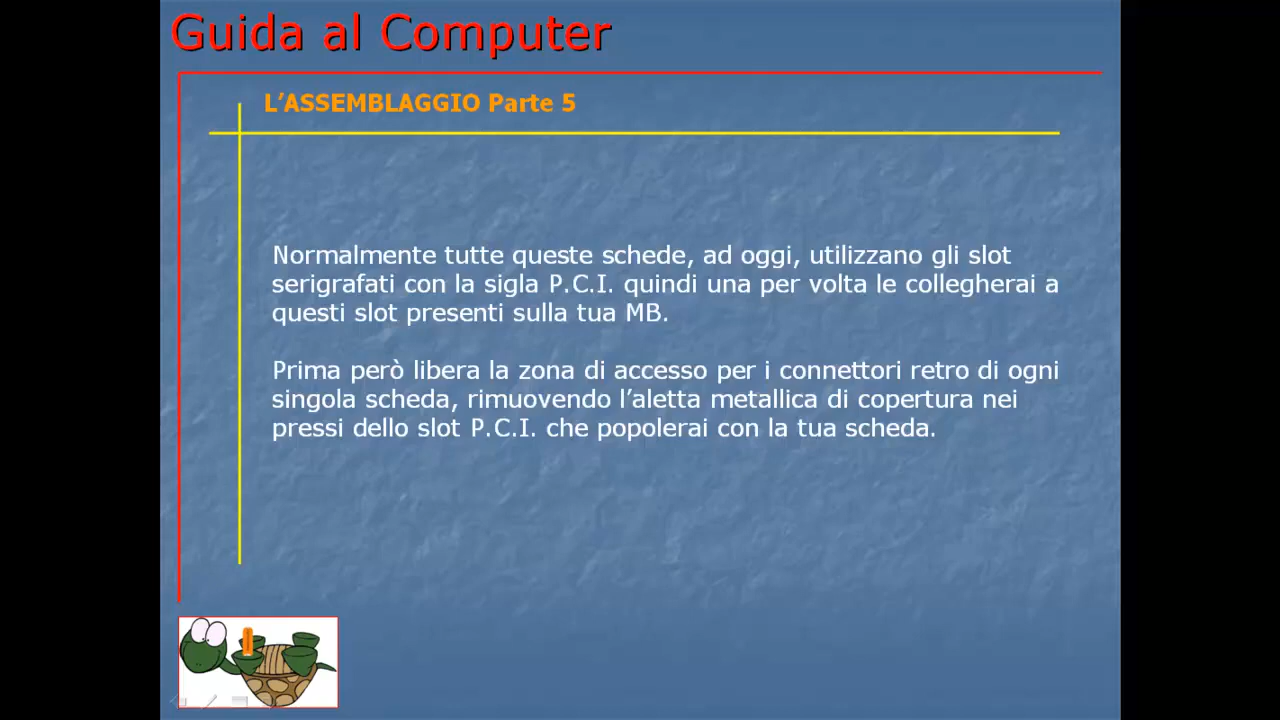 Guida al Computer
L’ASSEMBLAGGIO Parte 5
Normalmente tutte queste schede, ad oggi, utilizzano gli slot
serigrafati con la sigla P.C.I. quindi una per volta le collegherai a
questi slot presenti sulla tua MB.
Prima però libera la zona di accesso per i connettori retro di ogni
singola scheda, rimuovendo l’aletta metallica di copertura nei
pressi dello slot P.C.I. che popolerai con la tua scheda.